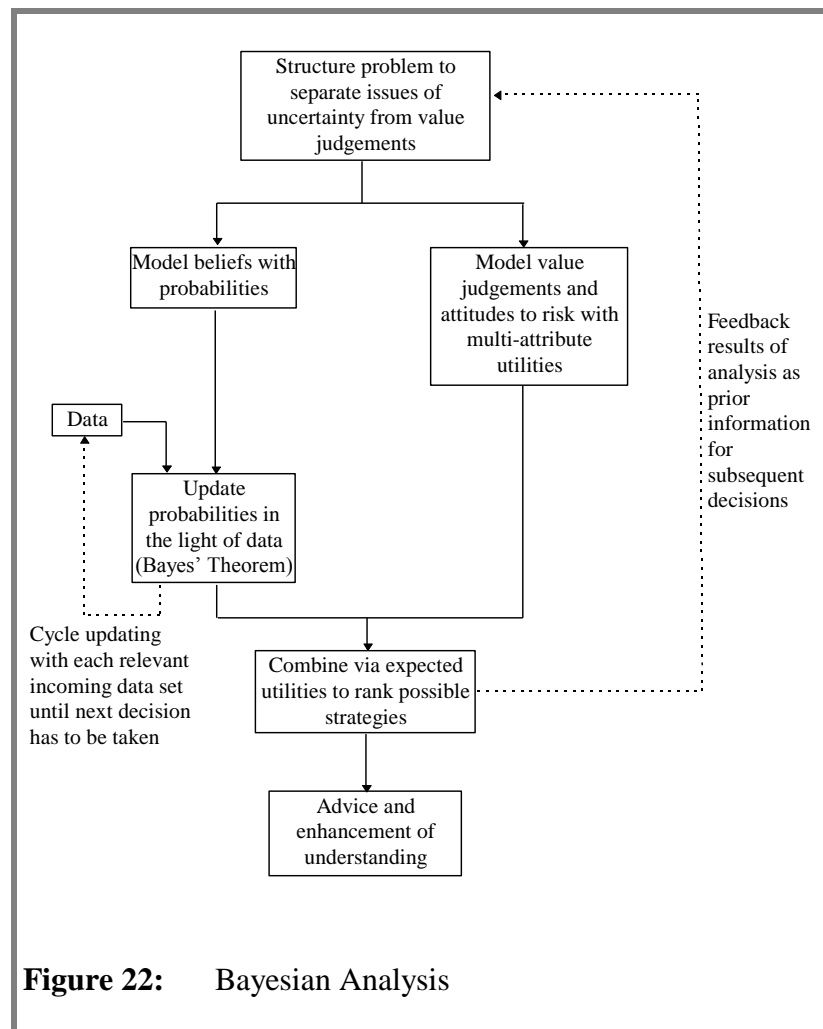 Structure problem to
separate issues of
uncertainty from value
judgements
Model beliefs with
probabilities
Model value
judgements and
attitudes to risk with
multi-attribute
utilities
Feedback
results of
analysis as
prior
information
for
subsequent
decisions
Data
Update
probabilities in
the light of data
(Bayes’ Theorem)
Cycle updating
with each relevant
incoming data set
until next decision
has to be taken
Combine via expected
utilities to rank possible
strategies
Advice and
enhancement of
understanding
Figure 22: Bayesian Analysis